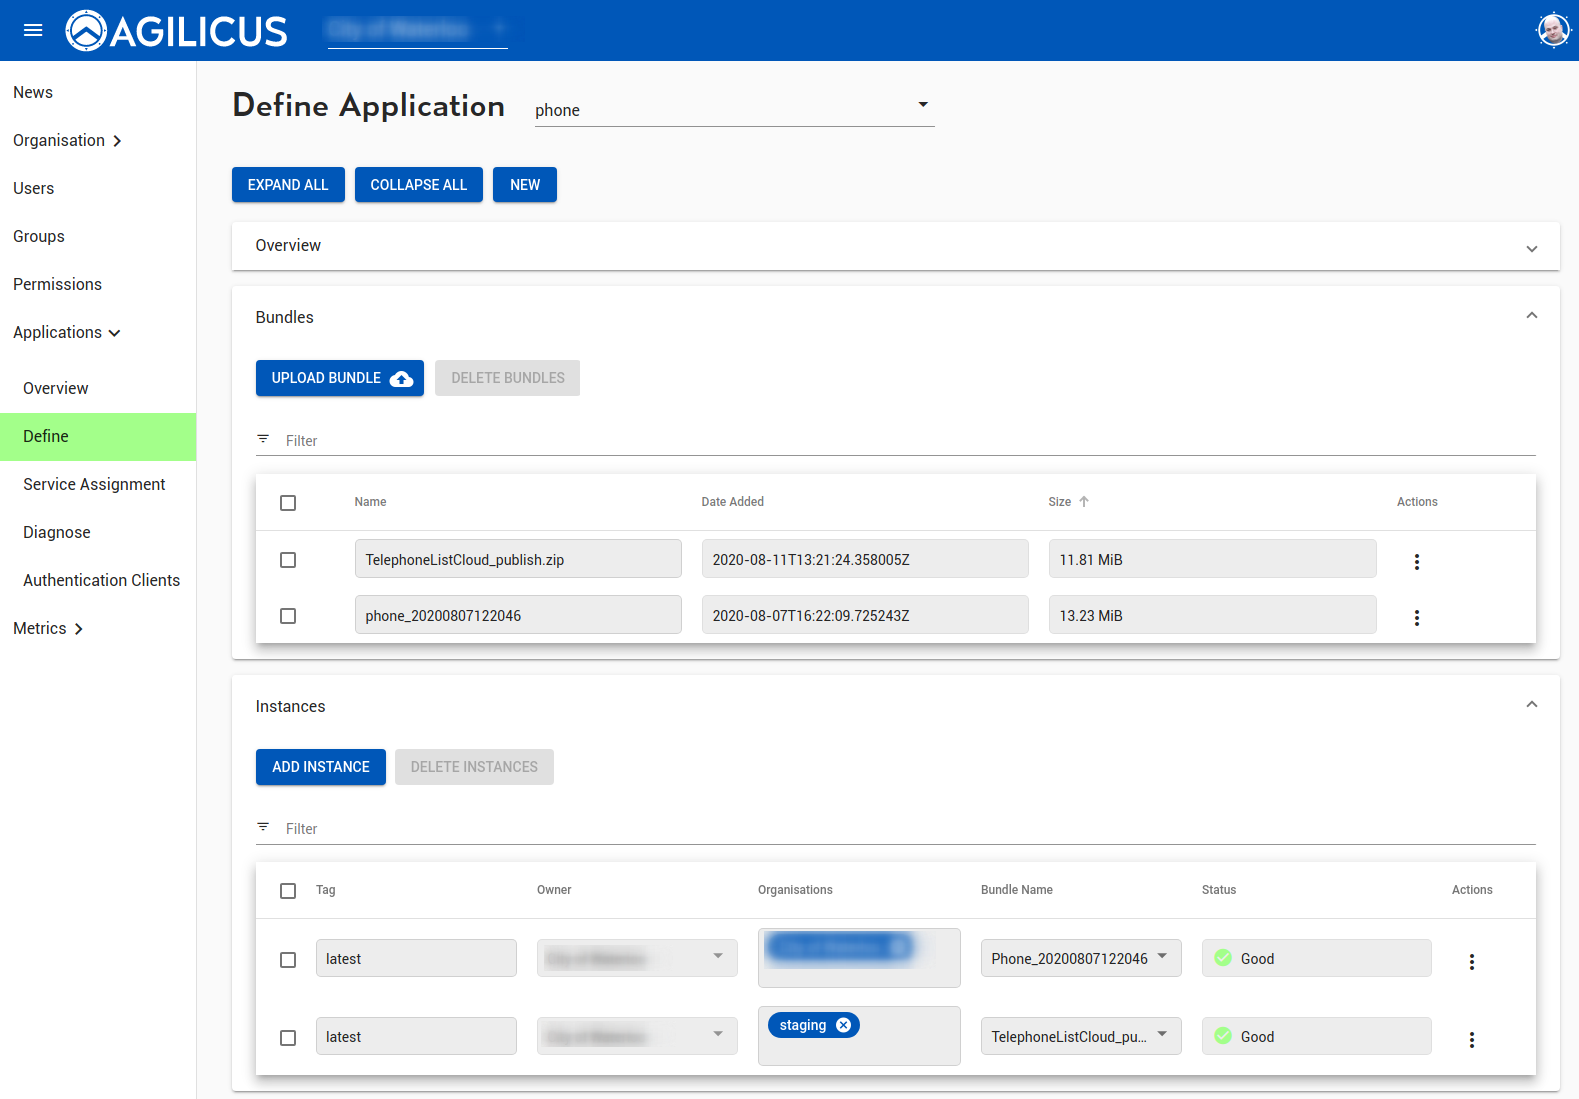 AGILICUS
News
Organisation
Users
Groups
Permissions
Applications
Overview
Define
Service Assignment
Diagnose
Authentication Clients
Metrics
Define Application
phone
EXPAND ALL
COLLAPSE ALL
NEW
Overview
Bundles
UPLOAD BUNDLE
DELETE BUNDLES
Filter
Name Date Added Size Actions
TelephoneListCloud_publish.zip 2020-08-11T13:21:24.358005Z 11.81 MiB
phone_20200807122046 2020-08-07T16:22:09.725243Z 13.23 MiB
Instances
ADD INSTANCE
DELETE INSTANCES
Filter
Tag Owner Organisations Bundle Name Status Actions
latest Phone_20200807122046 Good
latest staging TelephoneListCloud_pu... Good